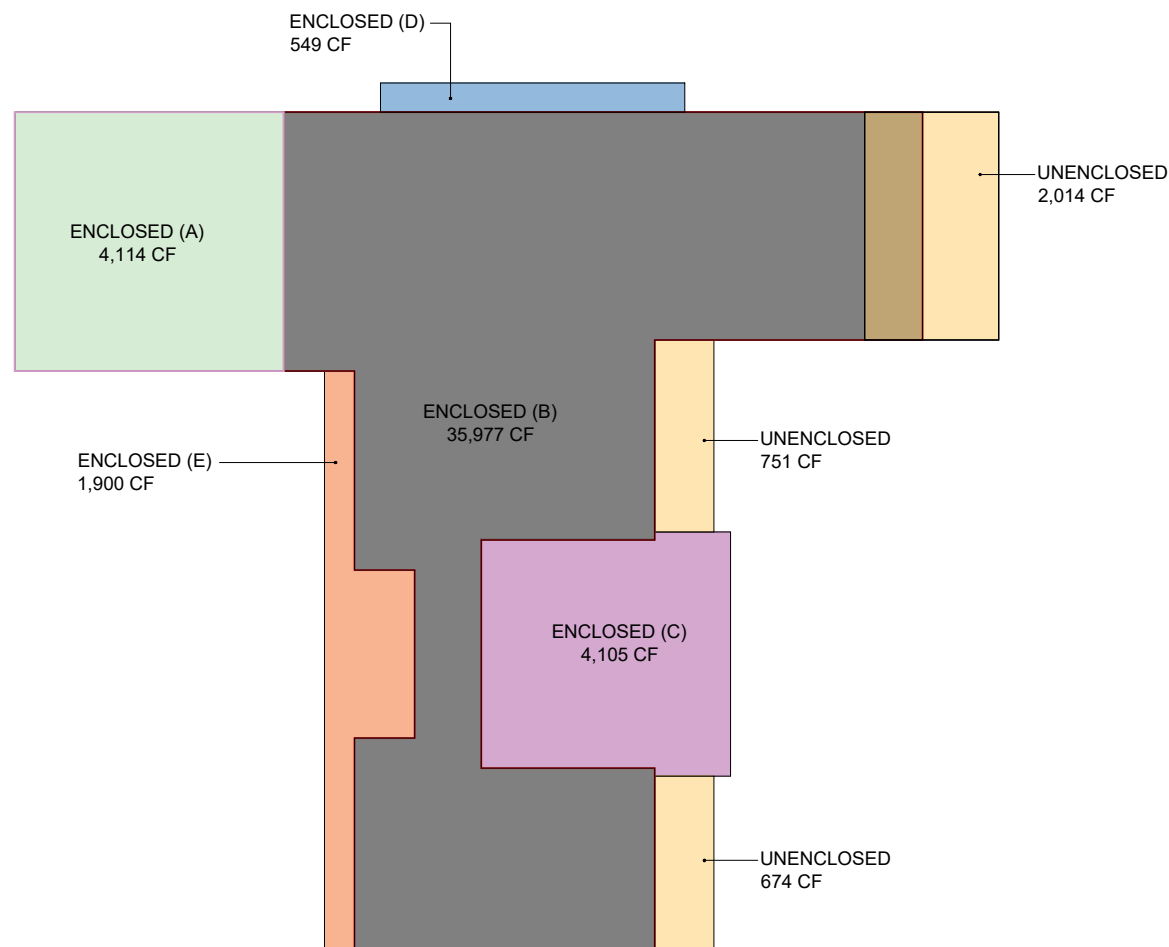 ENCLOSED (D)
549 CF
UNENCLOSED
2,014 CF
ENCLOSED (A)
4,114 CF
ENCLOSED (B)
35,977 CF
UNENCLOSED
751 CF
ENCLOSED (E)
1,900 CF
ENCLOSED (C)
4,105 CF
UNENCLOSED
674 CF